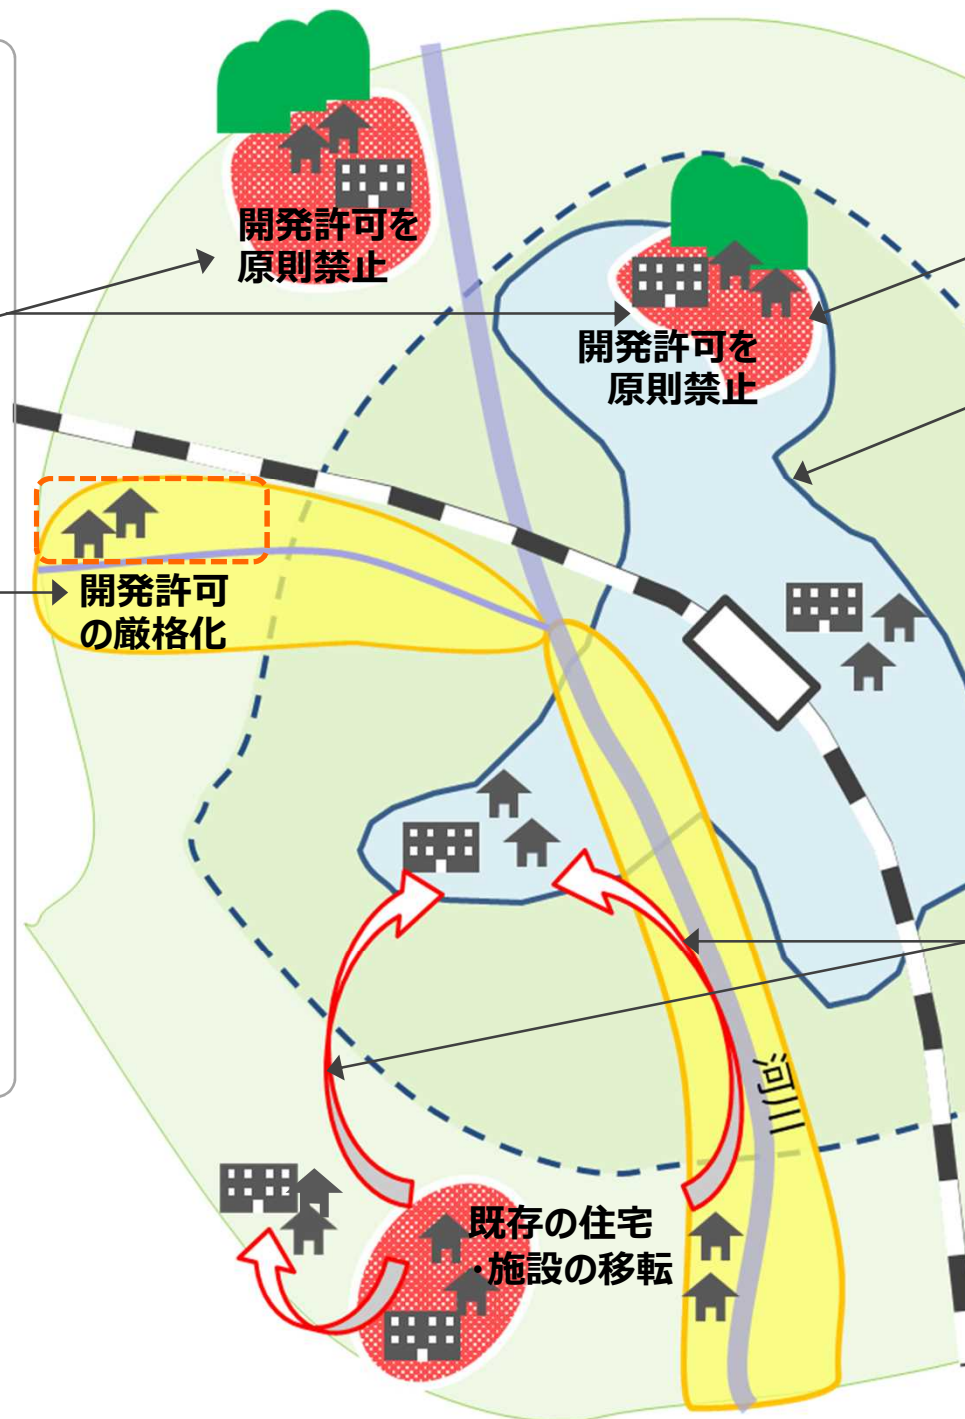 開発許可を
原則禁止
開発許可を
原則禁止
開発許可
の厳格化
河川
既存の住宅
・施設の移転